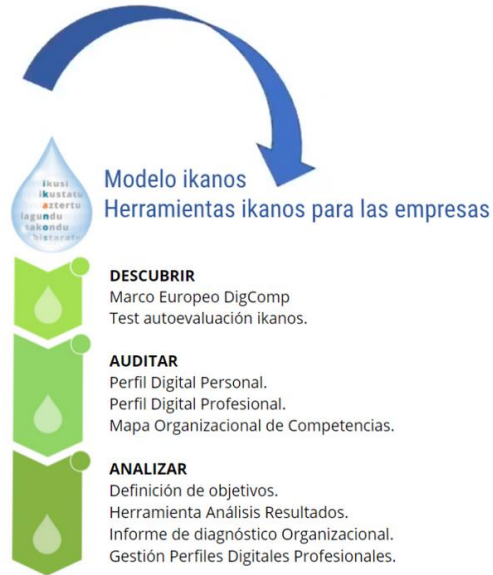 ikusi
ikustatu
aztertu
lagundu
Modelo ikanos
Herramientas ikanos para las empresas
DESCUBRIR
Marco Europeo DigComp
Test autoevaluación ikanos.
AUDITAR
Perfil Digital Personal.
Perfil Digital Profesional.
Mapa Organizacional de Competencias.
ANALIZAR
Definición de objetivos.
Herramienta Análisis Resultados.
Informe de diagnóstico Organizacional.
Gestión Perfiles Digitales Profesionales.